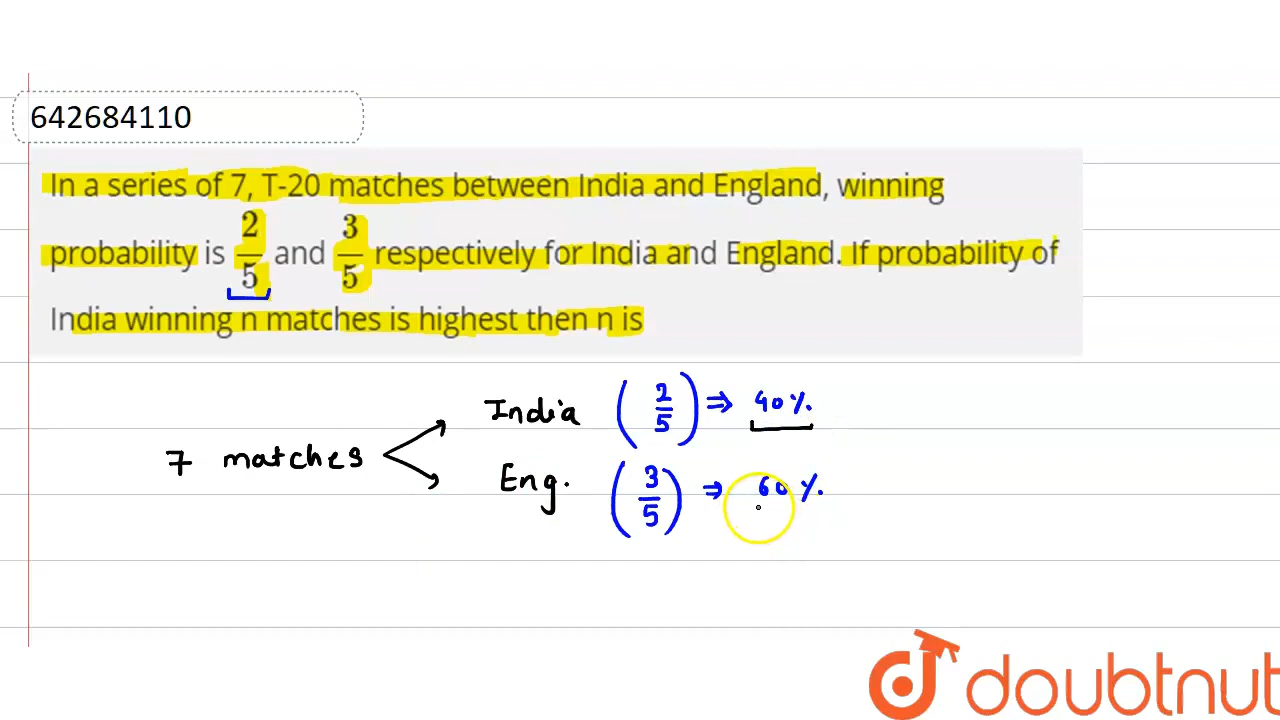 642684110
In a series of 7, T-20 matches between India and England, winning
probability is 2/5 and 3/5 respectively for India and England. If probability of
India winning n matches is highest then n is
India (2/5) ⇒ 40%.
7 matches
Eng. (3/5) ⇒ 60%.
doubtnut